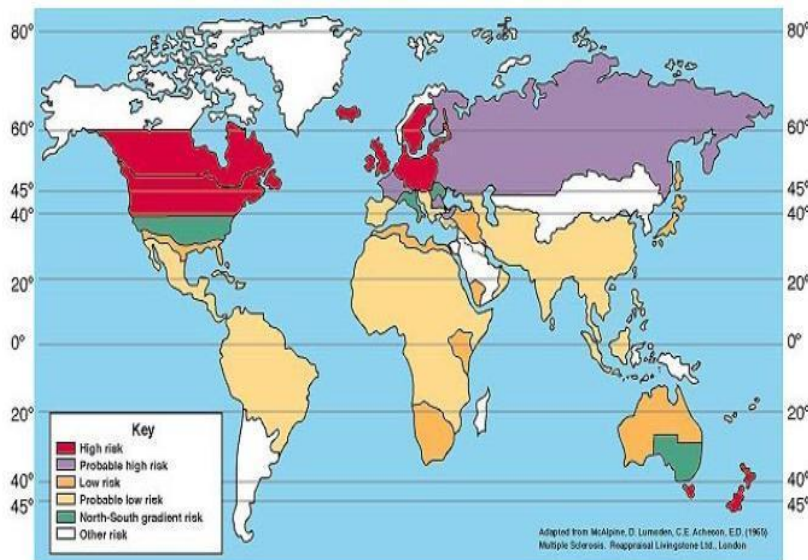 80°
60°
45°
40°
20°
0°
20°
40°
45°
80°
60°
45°
40°
20°
0°
20°
40°
45°
Key
High risk
Probable high risk
Low risk
Probable low risk
North-South gradient risk
Other risk
Adapted from McAlpine, D. Lumsden, C.E. Acheson, E.D. (1965)
Multiple Sclerosis. Reappraisal Livingstone Ltd., London